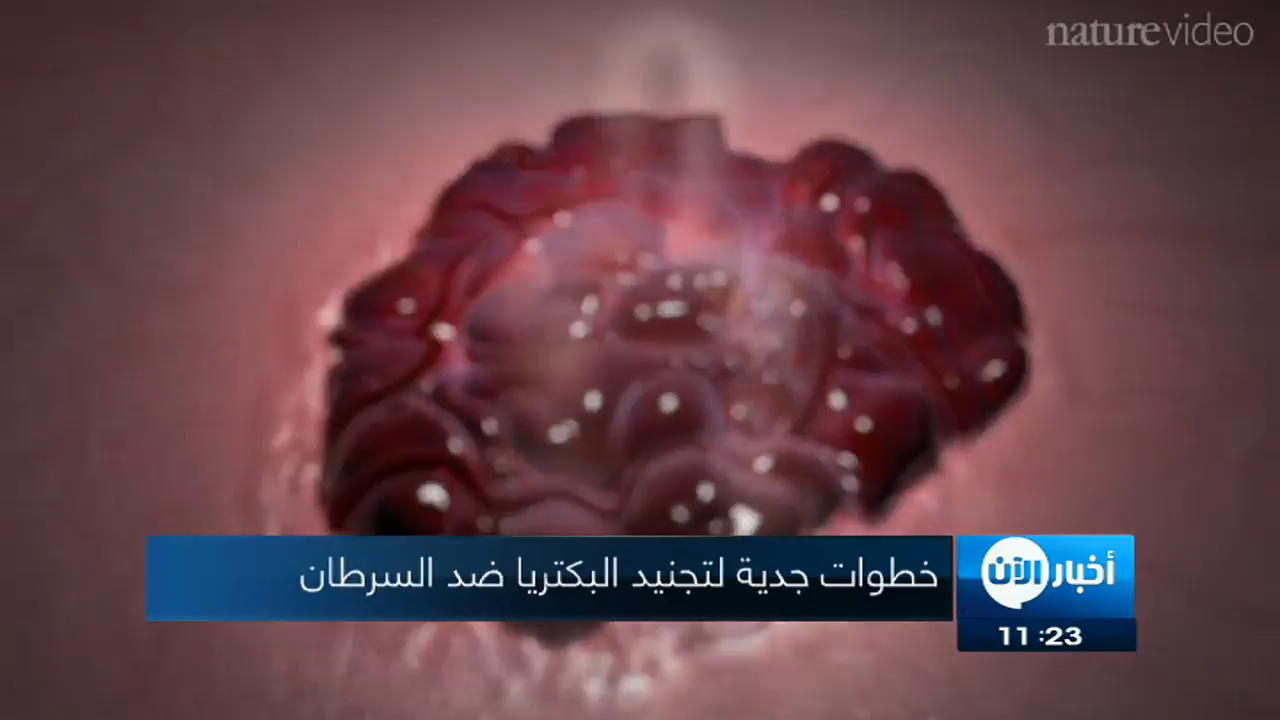 naturevideo
خطوات جدية لتجنيد البكتريا ضد السرطان
أخبار الآن
11:23